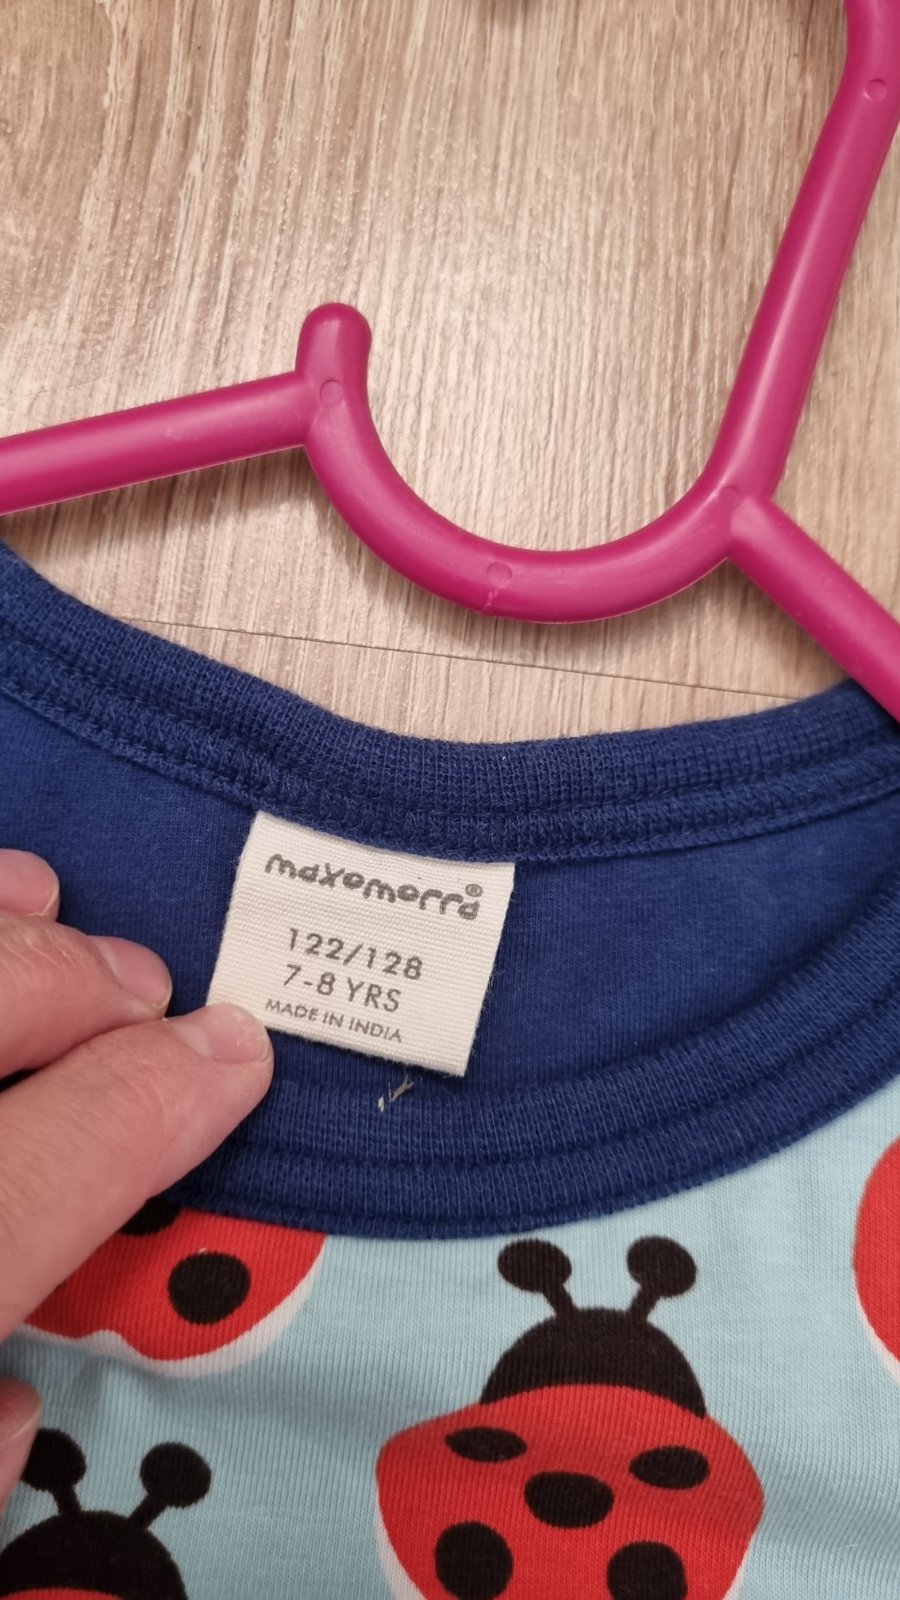 maxomorra®
122/128
7-8 YRS
MADE IN INDIA